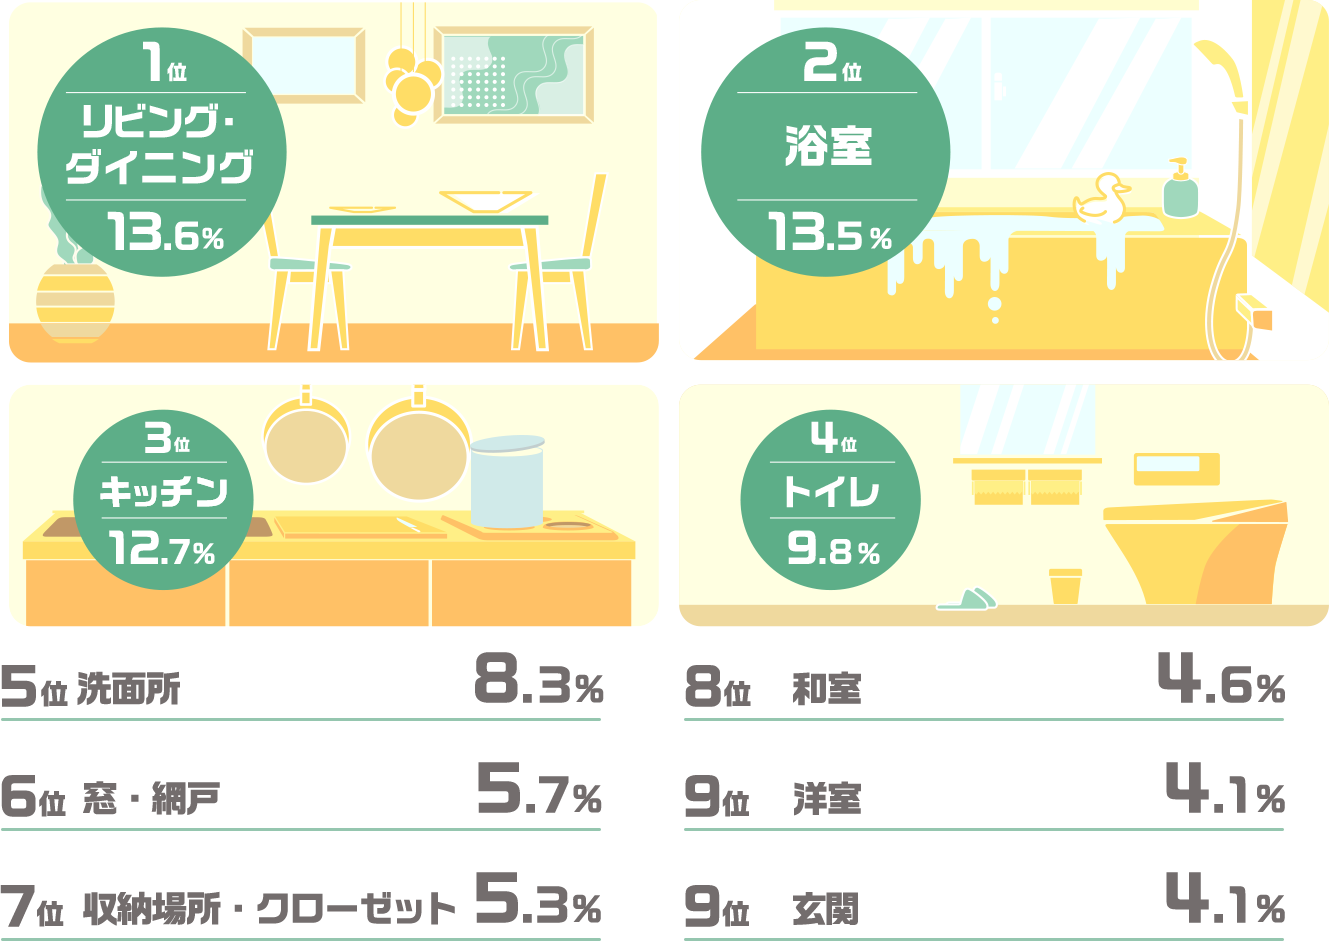 1位
リビング・
ダイニング
13.6%
2位
浴室
13.5%
3位
キッチン
12.7%
4位
トイレ
9.8%
5位 洗面所 8.3%
6位 窓・網戸 5.7%
7位 収納場所・クローゼット 5.3%
8位 和室 4.6%
9位 洋室 4.1%
9位 玄関 4.1%